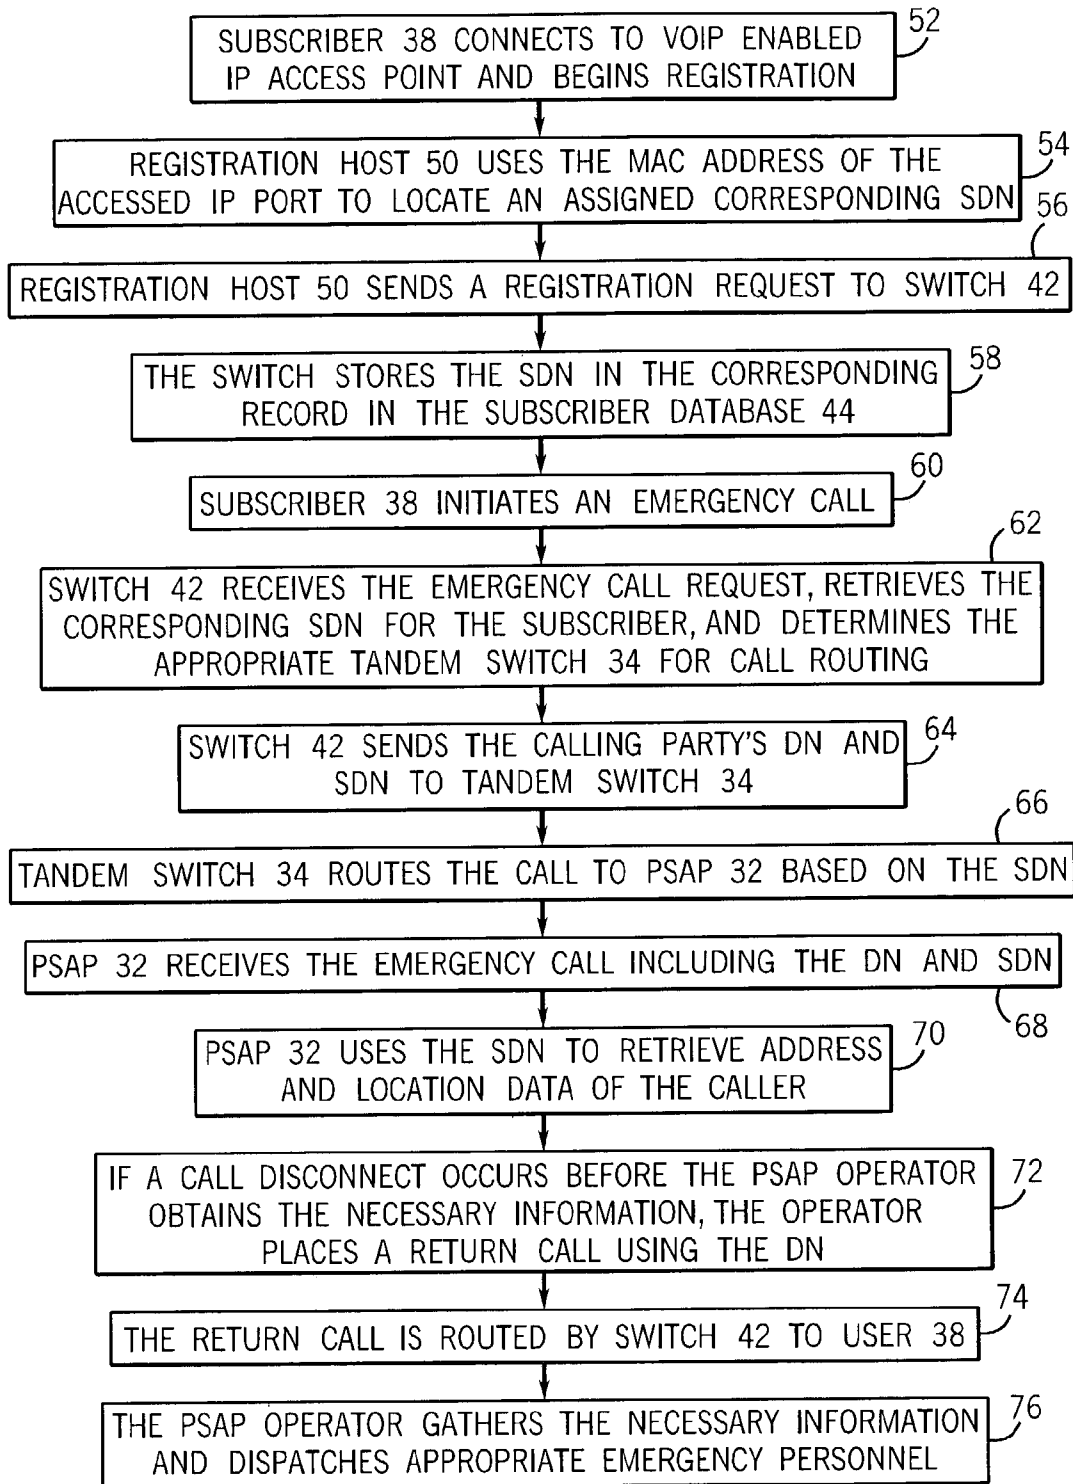 SUBSCRIBER 38 CONNECTS TO VOIP ENABLED
IP ACCESS POINT AND BEGINS REGISTRATION
52
REGISTRATION HOST 50 USES THE MAC ADDRESS OF THE
ACCESSED IP PORT TO LOCATE AN ASSIGNED CORRESPONDING SDN
54
56
REGISTRATION HOST 50 SENDS A REGISTRATION REQUEST TO SWITCH 42
THE SWITCH STORES THE SDN IN THE CORRESPONDING
RECORD IN THE SUBSCRIBER DATABASE 44
58
60
SUBSCRIBER 38 INITIATES AN EMERGENCY CALL
62
SWITCH 42 RECEIVES THE EMERGENCY CALL REQUEST, RETRIEVES THE
CORRESPONDING SDN FOR THE SUBSCRIBER, AND DETERMINES THE
APPROPRIATE TANDEM SWITCH 34 FOR CALL ROUTING
SWITCH 42 SENDS THE CALLING PARTY'S DN AND
SDN TO TANDEM SWITCH 34
64
66
TANDEM SWITCH 34 ROUTES THE CALL TO PSAP 32 BASED ON THE SDN
PSAP 32 RECEIVES THE EMERGENCY CALL INCLUDING THE DN AND SDN
68
PSAP 32 USES THE SDN TO RETRIEVE ADDRESS
AND LOCATION DATA OF THE CALLER
70
IF A CALL DISCONNECT OCCURS BEFORE THE PSAP OPERATOR
OBTAINS THE NECESSARY INFORMATION, THE OPERATOR
PLACES A RETURN CALL USING THE DN
72
74
THE RETURN CALL IS ROUTED BY SWITCH 42 TO USER 38
THE PSAP OPERATOR GATHERS THE NECESSARY INFORMATION
AND DISPATCHES APPROPRIATE EMERGENCY PERSONNEL
76